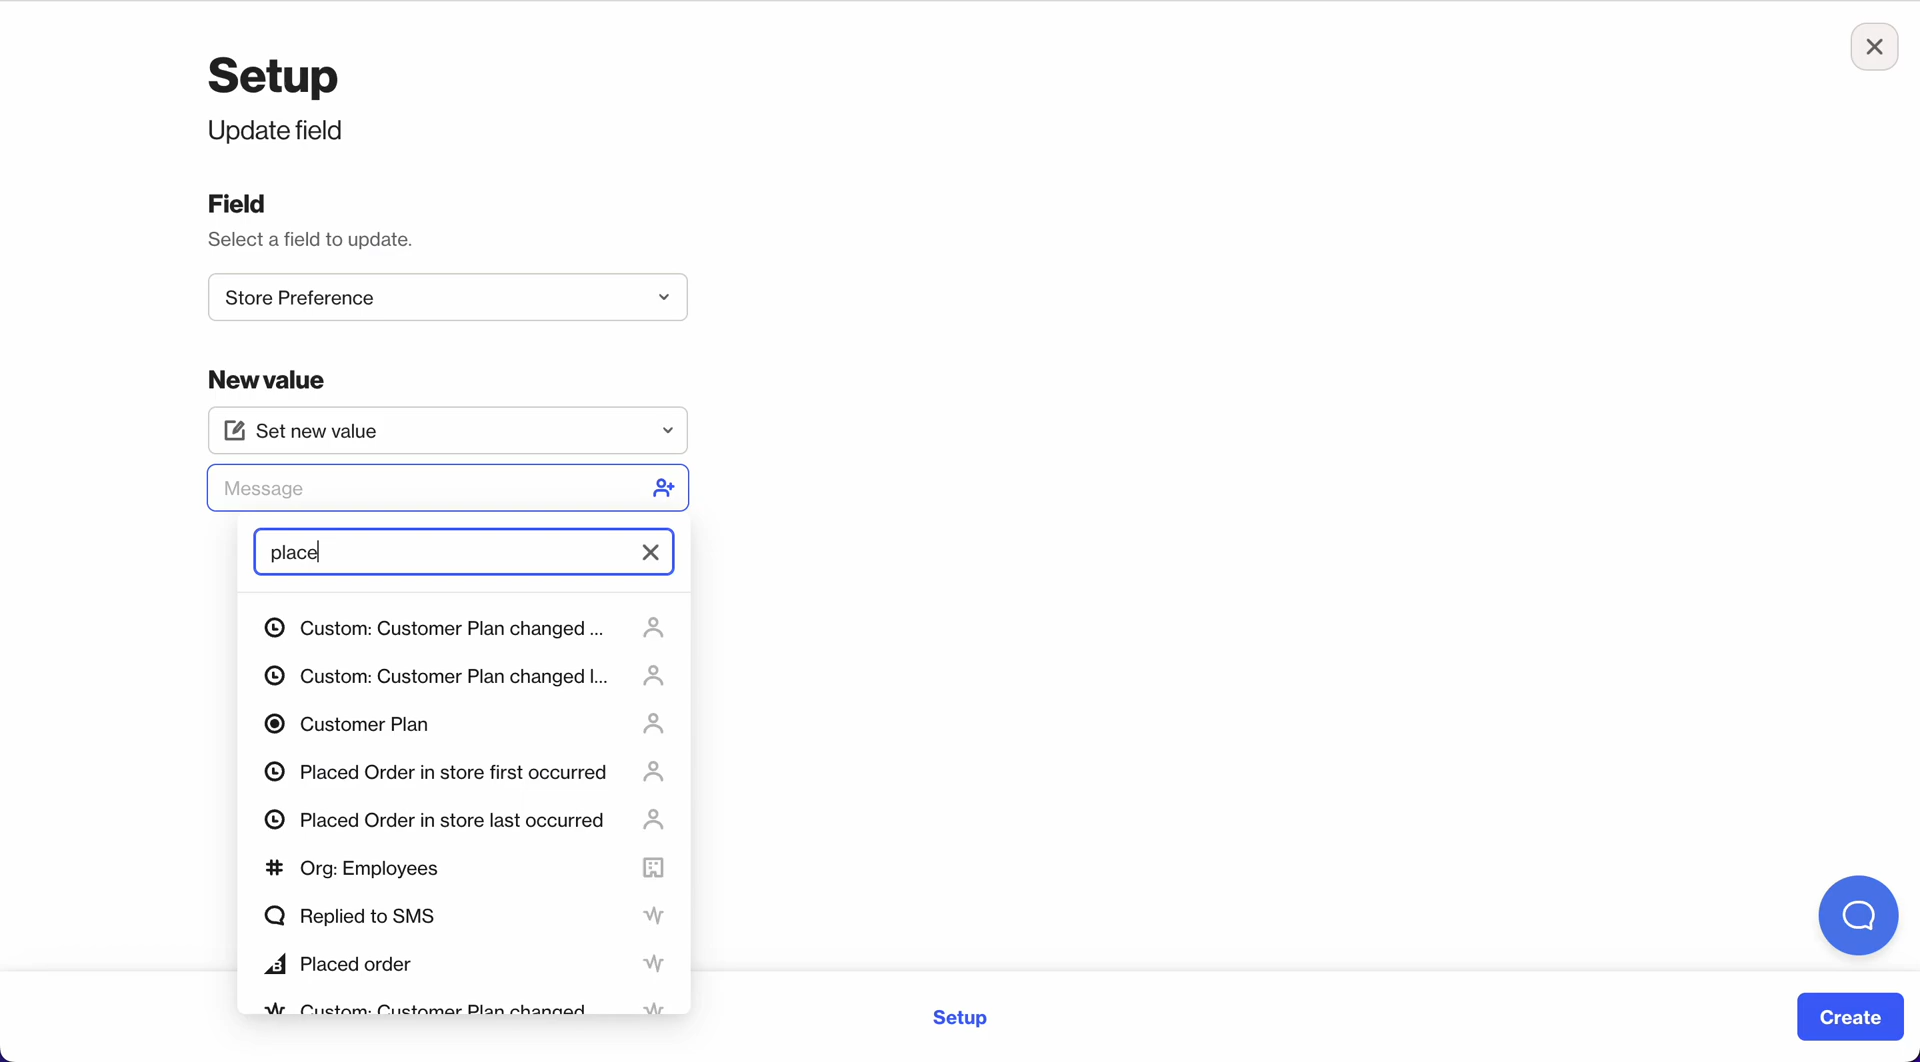 Setup
Update field
Field
Select a field to update.
Store Preference
New value
Set new value
Message
place
Custom: Customer Plan changed ...
Custom: Customer Plan changed l...
Customer Plan
Placed Order in store first occurred
Placed Order in store last occurred
Org: Employees
Replied to SMS
Placed order
Custom: Customer Plan changed
Setup
Create